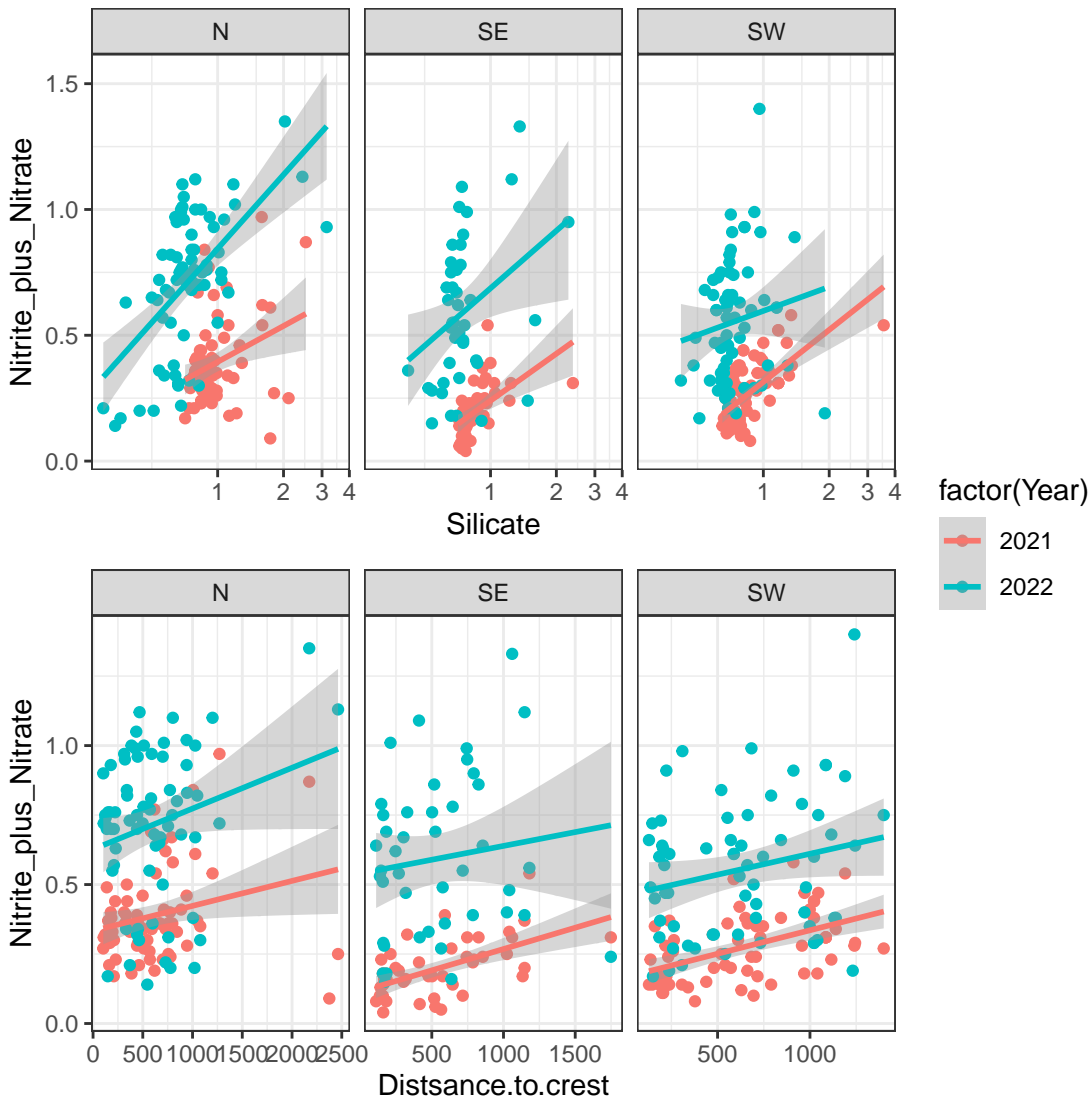 N SE SW
1.5
1.0
0.5
0.0
Nitrite_plus_Nitrate
1 2 3 4 1 2 3 4 1 2 3 4
Silicate
factor(Year)
2021
2022
N SE SW
1.0
0.5
0.0
Nitrite_plus_Nitrate
0 500 1000 1500 2000 2500 500 1000 1500 500 1000
Distsance.to.crest